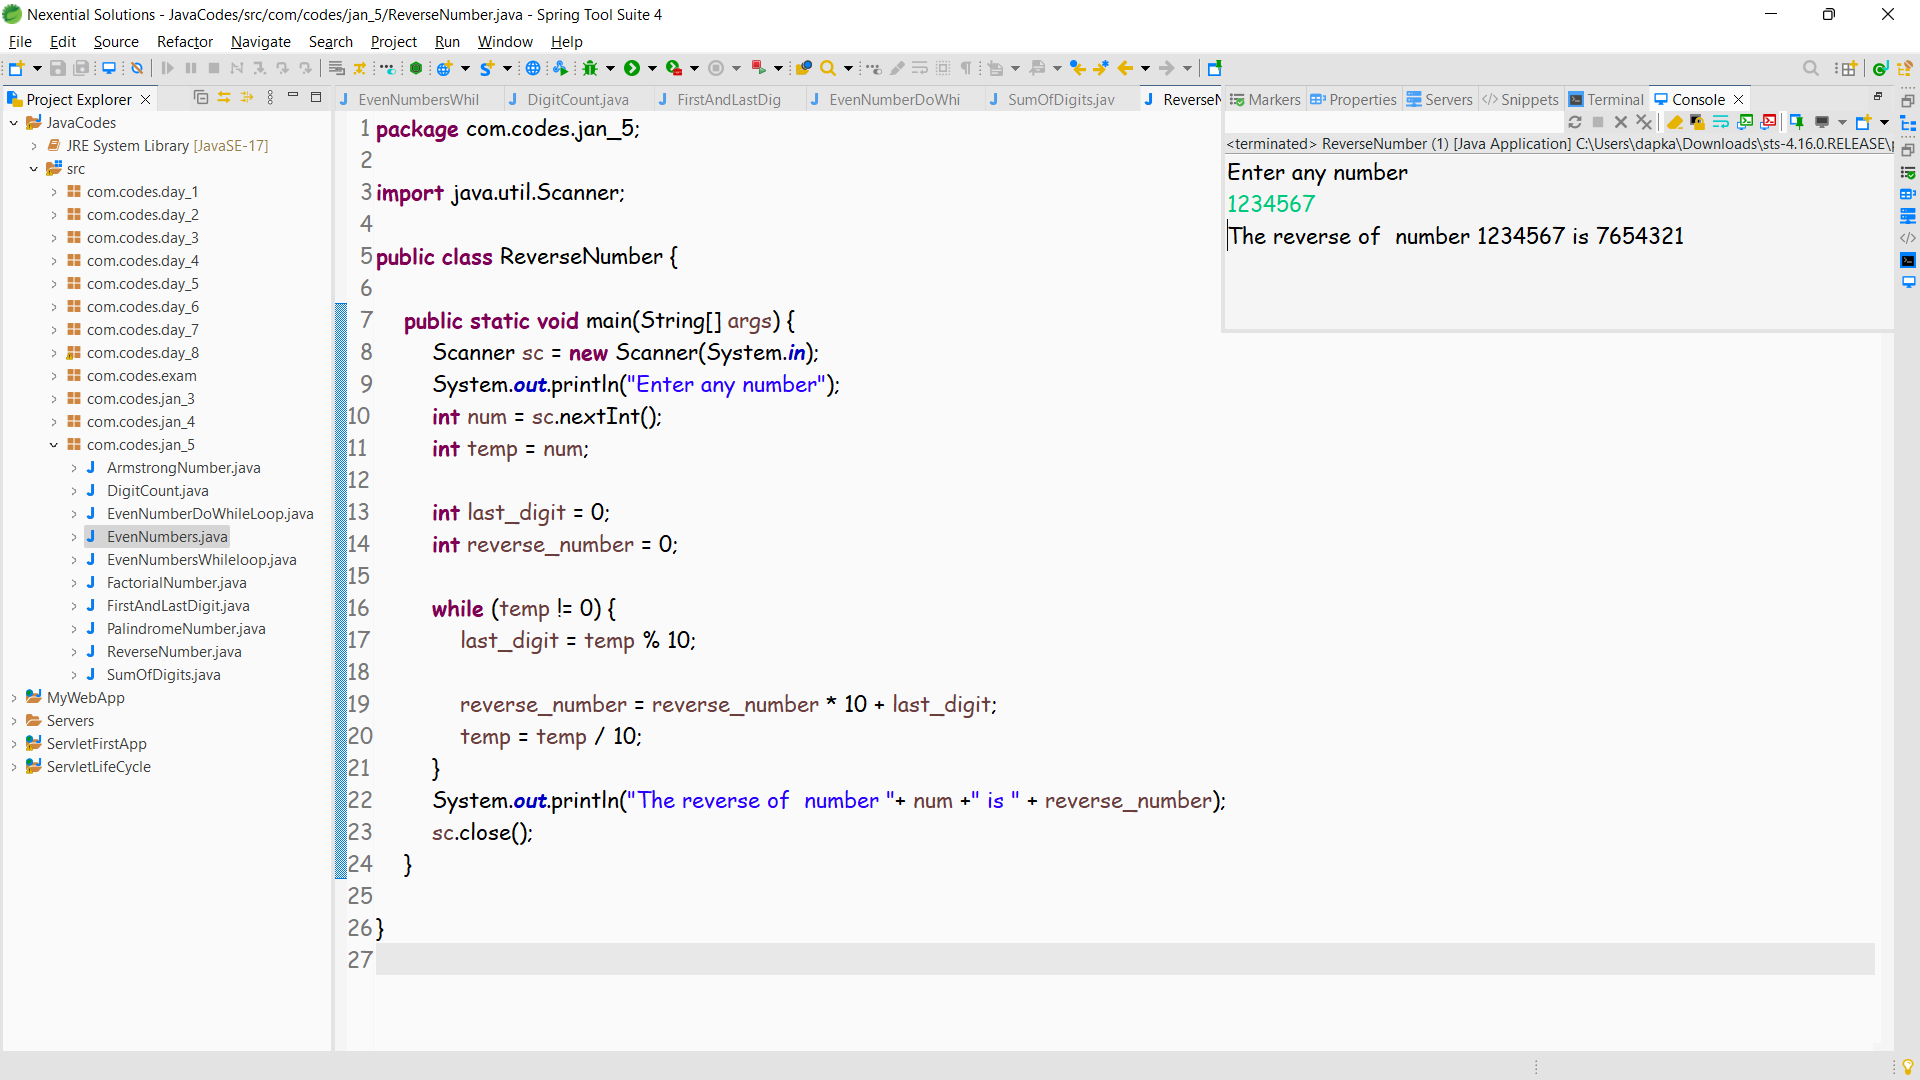 Nexential Solutions - JavaCodes/src/com/codes/jan_5/ReverseNumber.java - Spring Tool Suite 4
File Edit Source Refactor Navigate Search Project Run Window Help
Project Explorer
JavaCodes
JRE System Library [JavaSE-17]
src
com.codes.day_1
com.codes.day_2
com.codes.day_3
com.codes.day_4
com.codes.day_5
com.codes.day_6
com.codes.day_7
com.codes.day_8
com.codes.exam
com.codes.jan_3
com.codes.jan_4
com.codes.jan_5
ArmstrongNumber.java
DigitCount.java
EvenNumberDoWhileLoop.java
EvenNumbers.java
EvenNumbersWhileloop.java
FactorialNumber.java
FirstAndLastDigit.java
PalindromeNumber.java
ReverseNumber.java
SumOfDigits.java
MyWebApp
Servers
ServletFirstApp
ServletLifeCycle
EvenNumbersWhil DigitCount.java FirstAndLastDig EvenNumberDoWhi SumOfDigits.jav ReverseN
1 package com.codes.jan_5;
2
3 import java.util.Scanner;
4
5 public class ReverseNumber {
6
7 public static void main(String[] args) {
8 Scanner sc = new Scanner(System.in);
9 System.out.println("Enter any number");
10 int num = sc.nextInt();
11 int temp = num;
12
13 int last_digit = 0;
14 int reverse_number = 0;
15
16 while (temp != 0) {
17 last_digit = temp % 10;
18
19 reverse_number = reverse_number * 10 + last_digit;
20 temp = temp / 10;
21 }
22 System.out.println("The reverse of  number "+ num +" is " + reverse_number);
23 sc.close();
24 }
25
26 }
27
Markers Properties Servers Snippets Terminal Console
<terminated> ReverseNumber (1) [Java Application] C:\Users\dapka\Downloads\sts-4.16.0.RELEASE\
Enter any number
1234567
The reverse of  number 1234567 is 7654321